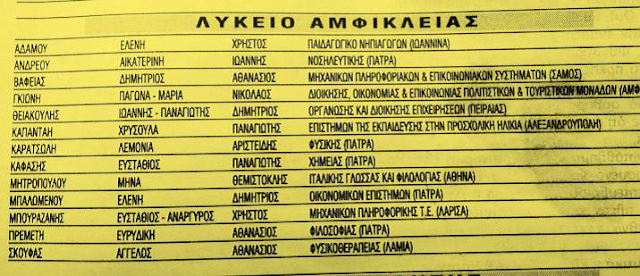 ΛΥΚΕΙΟ ΑΜΦΙΚΛΕΙΑΣ
ΑΔΑΜΟΥ ΕΛΕΝΗ ΧΡΗΣΤΟΣ ΠΑΙΔΑΓΩΓΙΚΟ ΝΗΠΙΑΓΩΓΩΝ (ΙΩΑΝΝΙΝΑ)
ΑΝΔΡΕΟΥ ΑΙΚΑΤΕΡΙΝΗ ΙΩΑΝΝΗΣ ΝΟΣΗΛΕΥΤΙΚΗΣ (ΠΑΤΡΑ)
ΒΑΦΕΙΑΣ ΔΗΜΗΤΡΙΟΣ ΑΘΑΝΑΣΙΟΣ ΜΗΧΑΝΙΚΩΝ ΠΛΗΡΟΦΟΡΙΑΚΩΝ & ΕΠΙΚΟΙΝΩΝΙΑΚΩΝ ΣΥΣΤΗΜΑΤΩΝ (ΣΑΜΟΣ)
ΓΚΙΩΝΗ ΠΑΓΩΝΑ - ΜΑΡΙΑ ΝΙΚΟΛΑΟΣ ΔΙΟΙΚΗΣΗΣ, ΟΙΚΟΝΟΜΙΑΣ & ΕΠΙΚΟΙΝΩΝΙΑΣ ΠΟΛΙΤΙΣΤΙΚΩΝ & ΤΟΥΡΙΣΤΙΚΩΝ ΜΟΝΑΔΩΝ (ΑΜΦ
ΘΕΙΑΚΟΥΛΗΣ ΙΩΑΝΝΗΣ - ΠΑΝΑΓΙΩΤΗΣ ΔΗΜΗΤΡΙΟΣ ΟΡΓΑΝΩΣΗΣ ΚΑΙ ΔΙΟΙΚΗΣΗΣ ΕΠΙΧΕΙΡΗΣΕΩΝ (ΠΕΙΡΑΙΑΣ)
ΚΑΠΑΝΤΑΗ ΧΡΥΣΟΥΛΑ ΠΑΝΑΓΙΩΤΗΣ ΕΠΙΣΤΗΜΩΝ ΤΗΣ ΕΚΠΑΙΔΕΥΣΗΣ ΣΤΗΝ ΠΡΟΣΧΟΛΙΚΗ ΗΛΙΚΙΑ (ΑΛΕΞΑΝΔΡΟΥΠΟΛΗ)
ΚΑΡΑΤΣΩΛΗ ΛΕΜΟΝΙΑ ΑΡΙΣΤΕΙΔΗΣ ΦΥΣΙΚΗΣ (ΠΑΤΡΑ)
ΚΑΦΑΣΗΣ ΕΥΣΤΑΘΙΟΣ ΠΑΝΑΓΙΩΤΗΣ ΧΗΜΕΙΑΣ (ΠΑΤΡΑ)
ΜΗΤΡΟΠΟΥΛΟΥ ΜΗΝΑ ΘΕΜΙΣΤΟΚΛΗΣ ΙΤΑΛΙΚΗΣ ΓΛΩΣΣΑΣ ΚΑΙ ΦΙΛΟΛΟΓΙΑΣ (ΑΘΗΝΑ)
ΜΠΑΛΩΜΕΝΟΥ ΕΛΕΝΗ ΔΗΜΗΤΡΙΟΣ ΟΙΚΟΝΟΜΙΚΩΝ ΕΠΙΣΤΗΜΩΝ (ΠΑΤΡΑ)
ΜΠΟΥΡΑΖΑΝΗΣ ΕΥΣΤΑΘΙΟΣ - ΑΝΑΡΓΥΡΟΣ ΧΡΗΣΤΟΣ ΜΗΧΑΝΙΚΩΝ ΠΛΗΡΟΦΟΡΙΚΗΣ Τ.Ε. (ΛΑΡΙΣΑ)
ΠΡΕΜΕΤΗ ΕΥΡΥΔΙΚΗ ΑΘΑΝΑΣΙΟΣ ΦΙΛΟΣΟΦΙΑΣ (ΠΑΤΡΑ)
ΣΚΟΥΦΑΣ ΑΓΓΕΛΟΣ ΑΘΑΝΑΣΙΟΣ ΦΥΣΙΚΟΘΕΡΑΠΕΙΑΣ (ΛΑΜΙΑ)